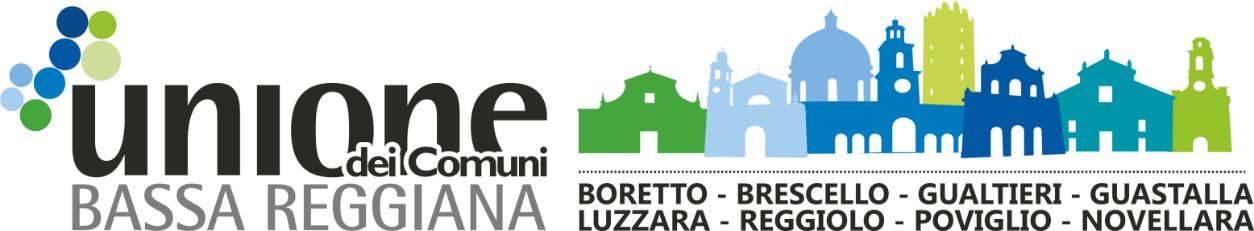 unione
dei Comuni
BASSA REGGIANA
BORETTO - BRESCELLO - GUALTIERI - GUASTALLA
LUZZARA - REGGIOLO - POVIGLIO - NOVELLARA